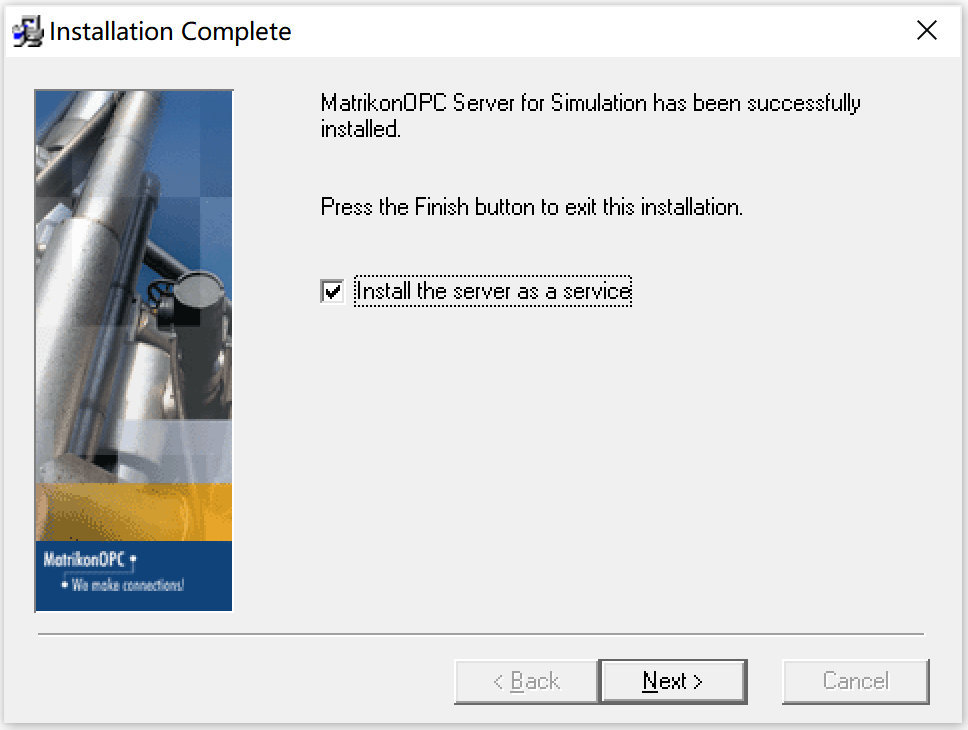 Installation Complete
MatrikonOPC Server for Simulation has been successfully
installed.
Press the Finish button to exit this installation.
Install the server as a service
MatrikonOPC
We make connections!
< Back
Next >
Cancel